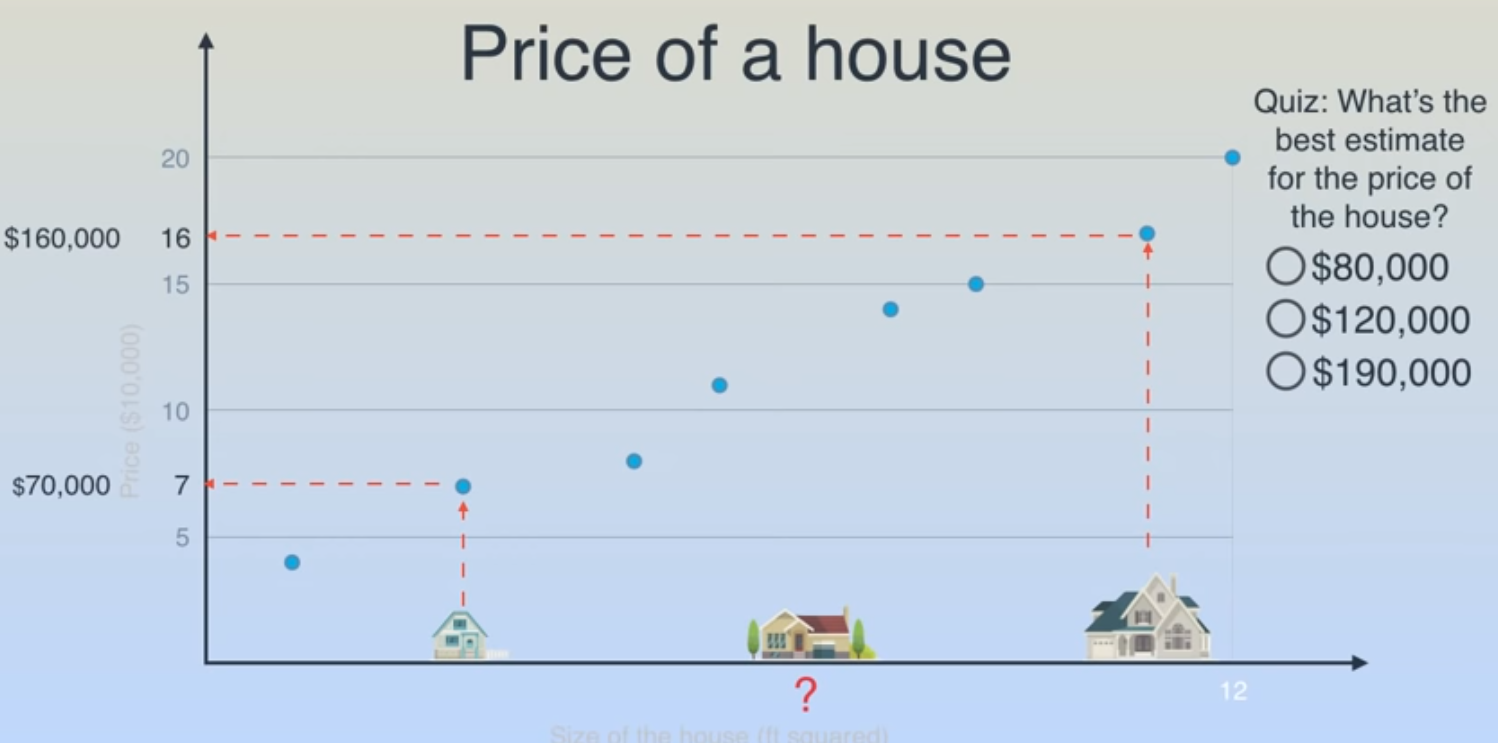 Price of a house
Quiz: What's the
best estimate
for the price of
the house?
$80,000
$120,000
$190,000
20
$160,000 16
15
10
$70,000 7
5
Price ($10,000)
?
12
Size of the house (ft squared)